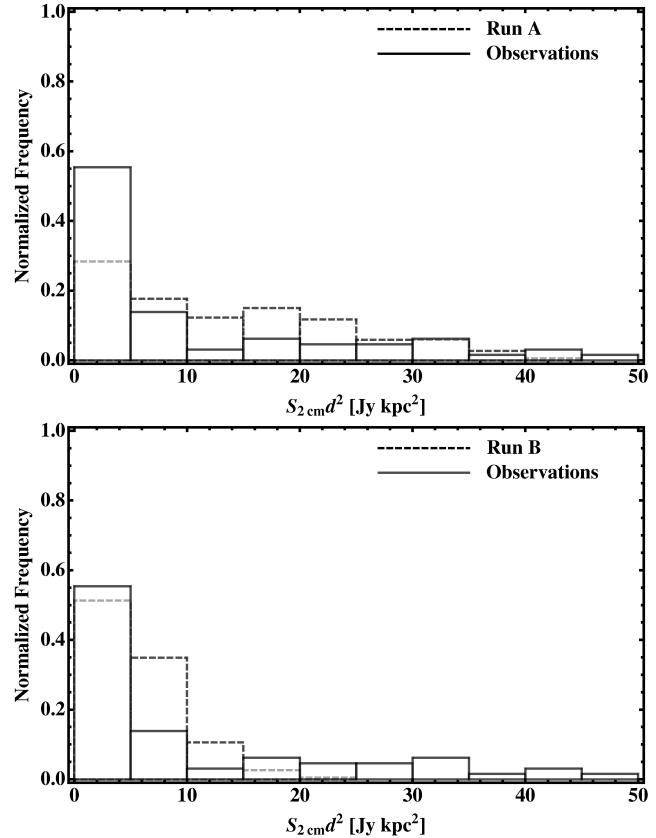 1.0
0.8
0.6
0.4
0.2
0.0
Normalized Frequency
Run A
Observations
0 10 20 30 40 50
S2 cm d² [Jy kpc²]
1.0
0.8
0.6
0.4
0.2
0.0
Normalized Frequency
Run B
Observations
0 10 20 30 40 50
S2 cm d² [Jy kpc²]